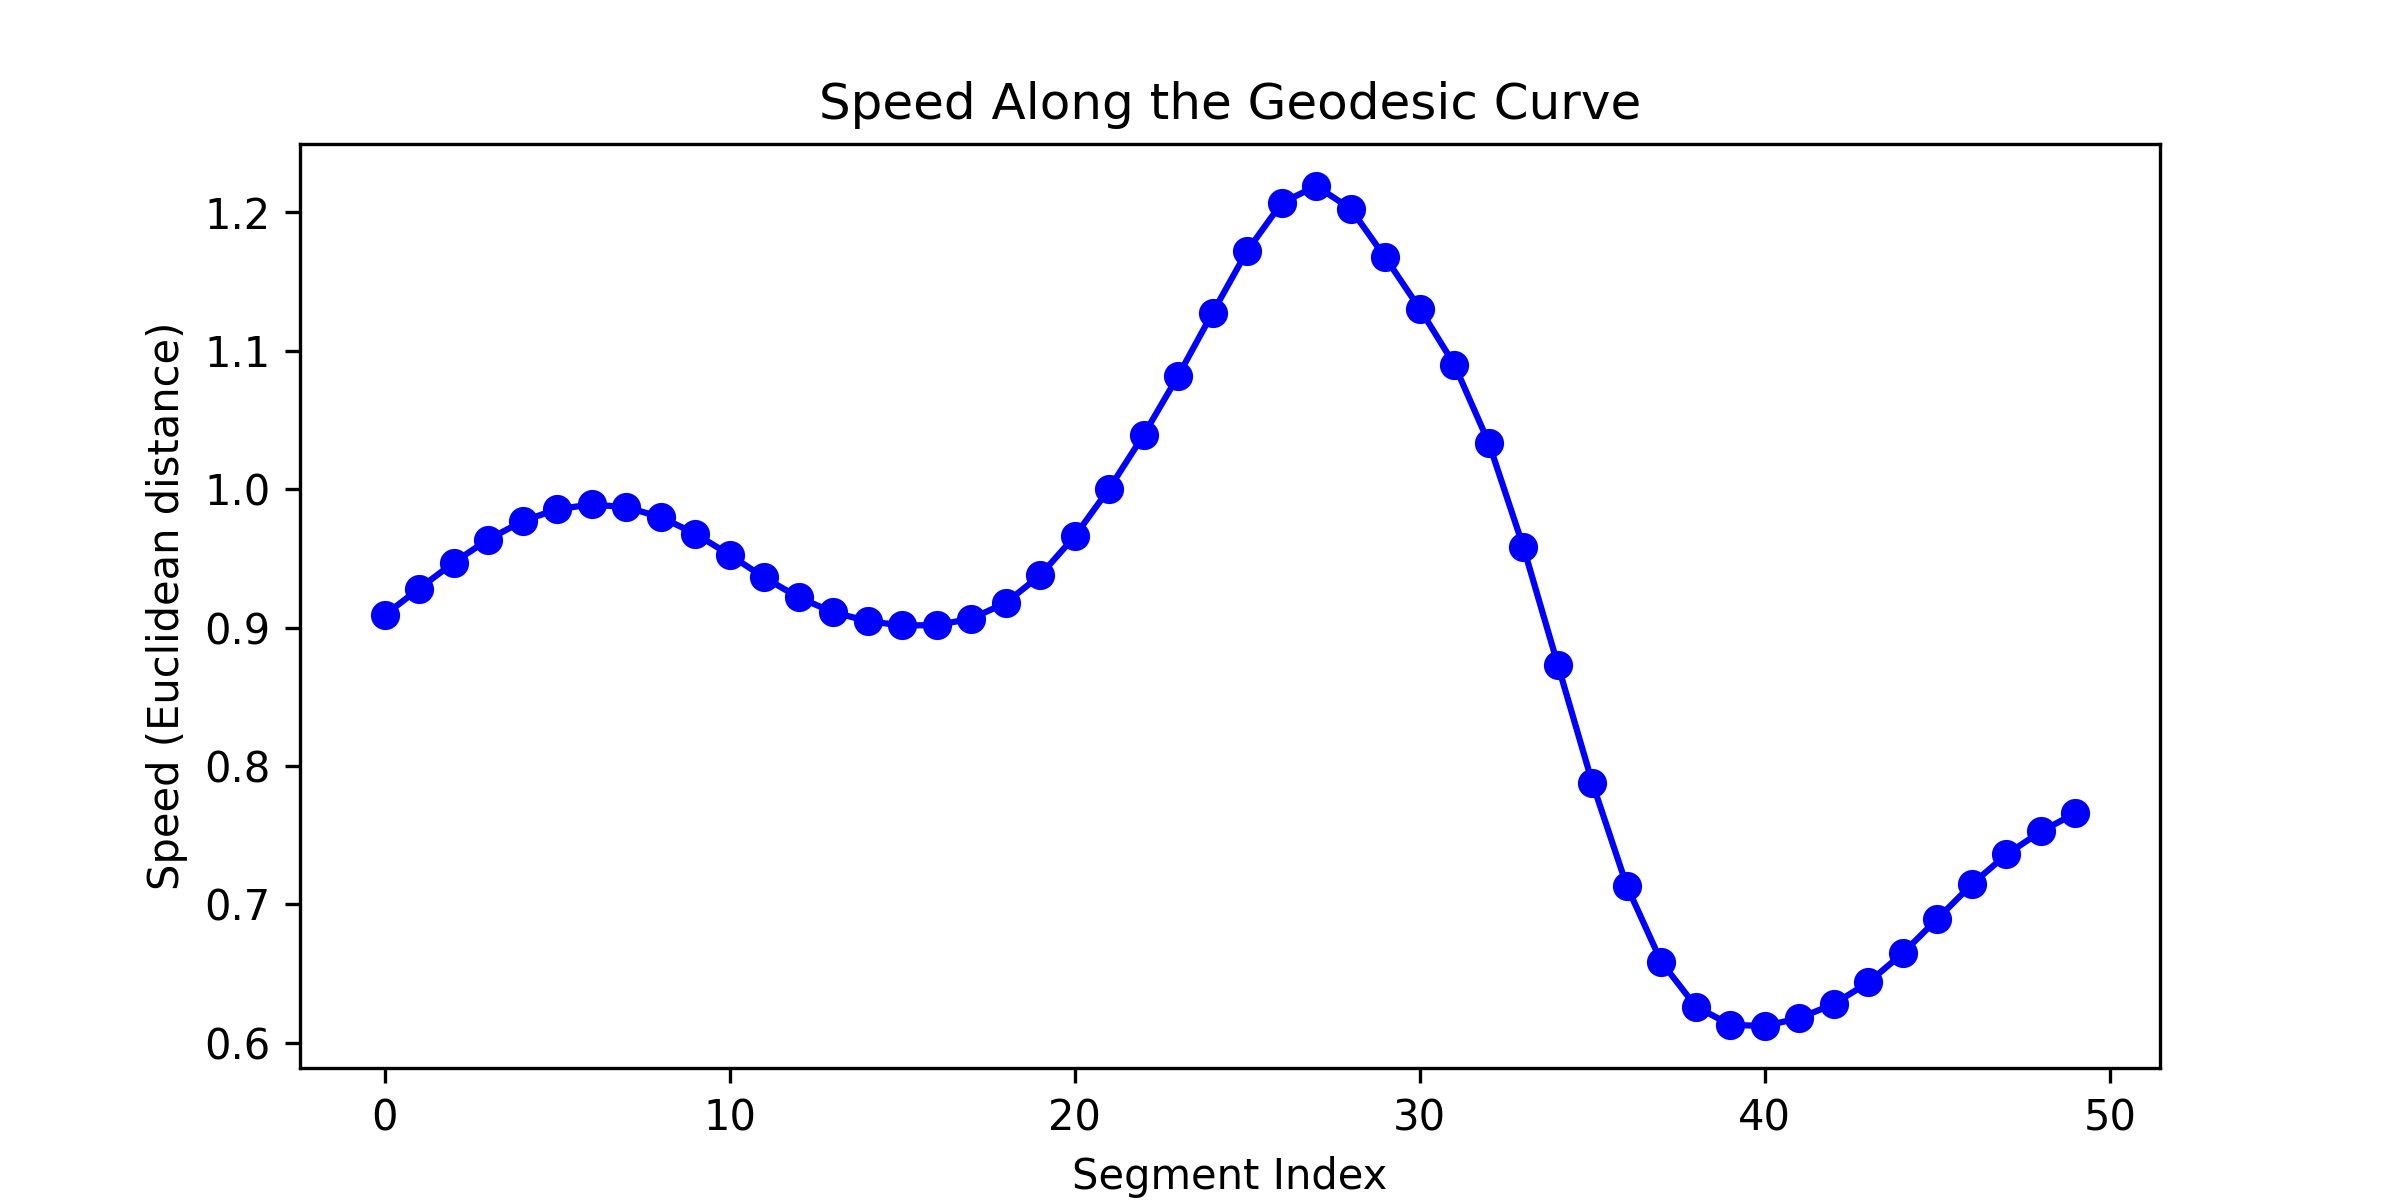 Speed Along the Geodesic Curve
Speed (Euclidean distance)
1.2
1.1
1.0
0.9
0.8
0.7
0.6
0 10 20 30 40 50
Segment Index